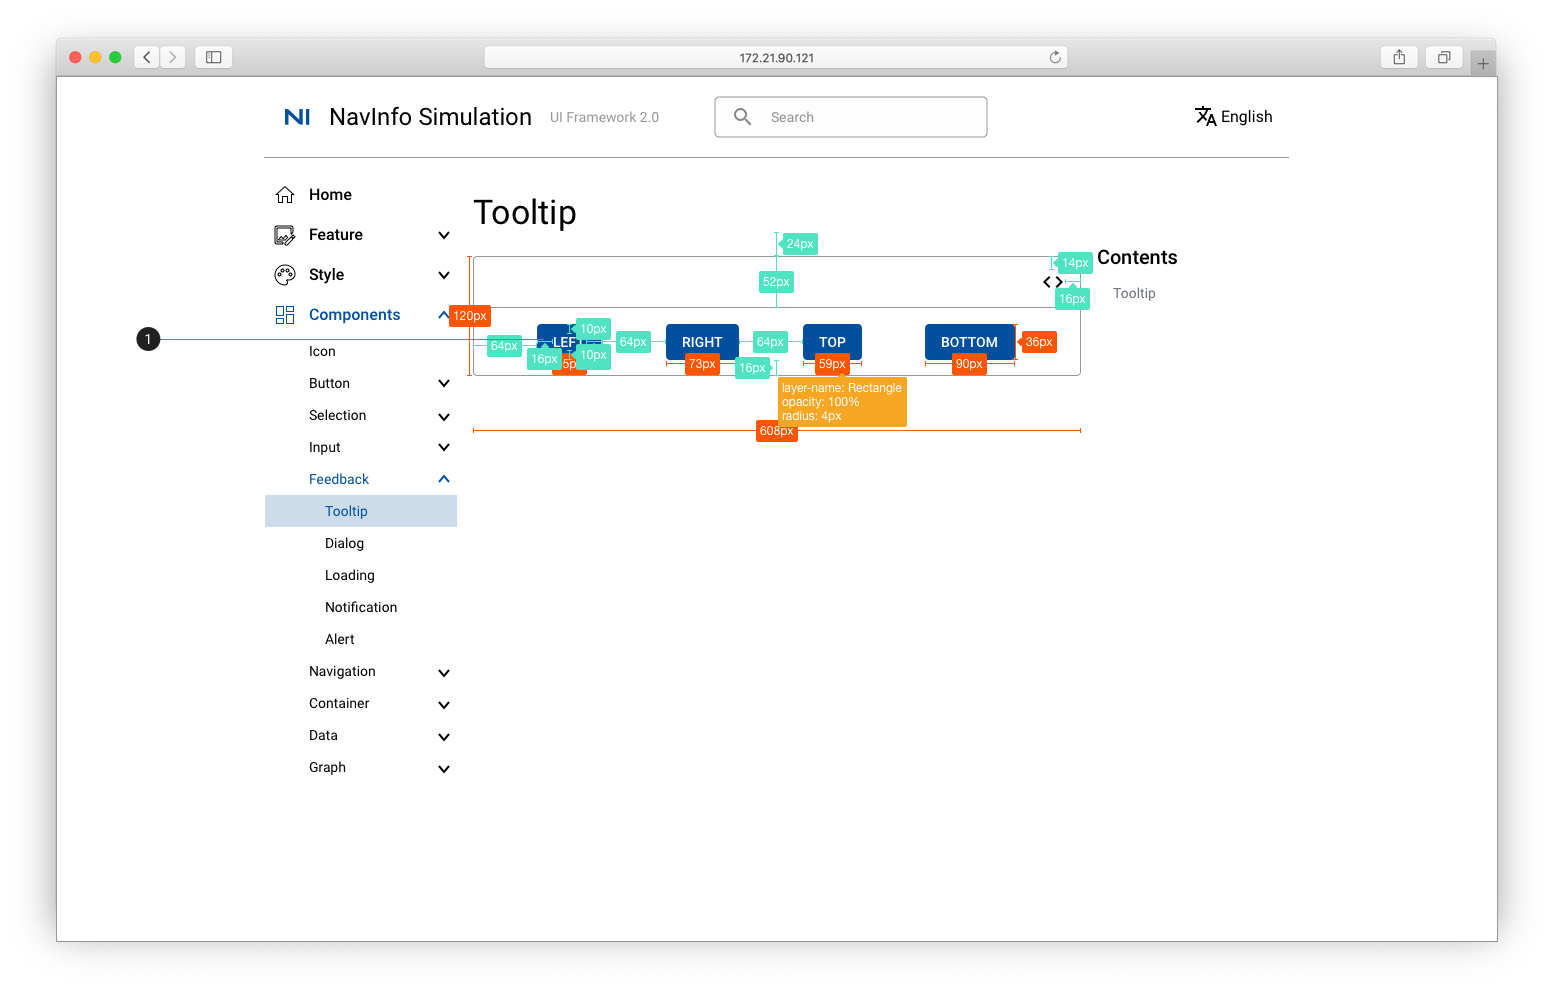 172.21.90.121
NI NavInfo Simulation UI Framework 2.0 Search English
Home
Feature
Style
Components
Icon
Button
Selection
Input
Feedback
Tooltip
Dialog
Loading
Notification
Alert
Navigation
Container
Data
Graph
Tooltip
24px
52px
14px
16px
120px
1
64px
LEFT
10px
10px
16px
64px
RIGHT
73px
64px
16px
TOP
59px
BOTTOM
90px
36px
layer-name: Rectangle
opacity: 100%
radius: 4px
608px
Contents
Tooltip